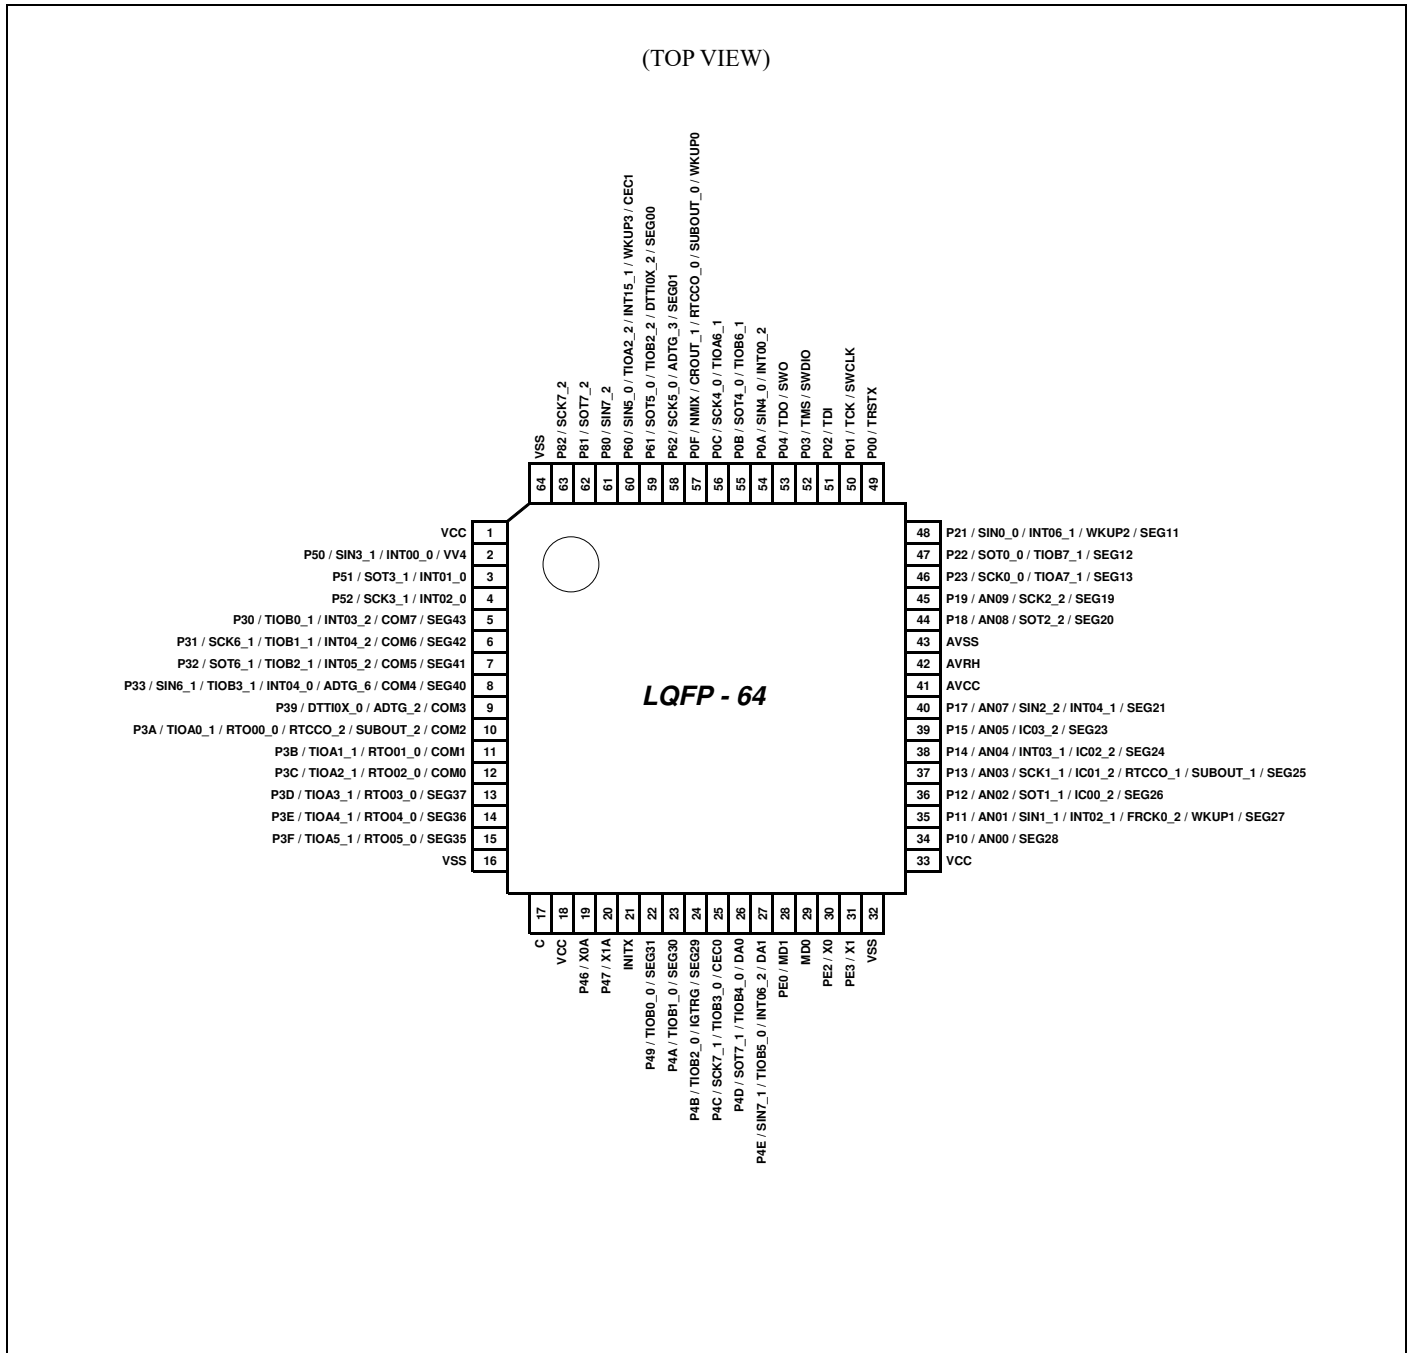 (TOP VIEW)
VSS
P82 / SCK7_2
P81 / SOT7_2
P80 / SIN7_2
P60 / SIN5_0 / TIOA2_2 / INT15_1 / WKUP3 / CEC1
P61 / SOT5_0 / TIOB2_2 / DTTI0X_2 / SEG00
P62 / SCK5_0 / ADTG_3 / SEG01
P0F / NMIX / CROUT_1 / RTCCO_0 / SUBOUT_0 / WKUP0
P0C / SCK4_0 / TIOA6_1
P0B / SOT4_0 / TIOB6_1
P0A / SIN4_0 / INT00_2
P04 / TDO / SWO
P03 / TMS / SWDIO
P02 / TDI
P01 / TCK / SWCLK
P00 / TRSTX
64 63 62 61 60 59 58 57 56 55 54 53 52 51 50 49
VCC 1
P50 / SIN3_1 / INT00_0 / VV4 2
P51 / SOT3_1 / INT01_0 3
P52 / SCK3_1 / INT02_0 4
P30 / TIOB0_1 / INT03_2 / COM7 / SEG43 5
P31 / SCK6_1 / TIOB1_1 / INT04_2 / COM6 / SEG42 6
P32 / SOT6_1 / TIOB2_1 / INT05_2 / COM5 / SEG41 7
P33 / SIN6_1 / TIOB3_1 / INT04_0 / ADTG_6 / COM4 / SEG40 8
P39 / DTTI0X_0 / ADTG_2 / COM3 9
P3A / TIOA0_1 / RTO00_0 / RTCCO_2 / SUBOUT_2 / COM2 10
P3B / TIOA1_1 / RTO01_0 / COM1 11
P3C / TIOA2_1 / RTO02_0 / COM0 12
P3D / TIOA3_1 / RTO03_0 / SEG37 13
P3E / TIOA4_1 / RTO04_0 / SEG36 14
P3F / TIOA5_1 / RTO05_0 / SEG35 15
VSS 16
LQFP - 64
48 P21 / SIN0_0 / INT06_1 / WKUP2 / SEG11
47 P22 / SOT0_0 / TIOB7_1 / SEG12
46 P23 / SCK0_0 / TIOA7_1 / SEG13
45 P19 / AN09 / SCK2_2 / SEG19
44 P18 / AN08 / SOT2_2 / SEG20
43 AVSS
42 AVRH
41 AVCC
40 P17 / AN07 / SIN2_2 / INT04_1 / SEG21
39 P15 / AN05 / IC03_2 / SEG23
38 P14 / AN04 / INT03_1 / IC02_2 / SEG24
37 P13 / AN03 / SCK1_1 / IC01_2 / RTCCO_1 / SUBOUT_1 / SEG25
36 P12 / AN02 / SOT1_1 / IC00_2 / SEG26
35 P11 / AN01 / SIN1_1 / INT02_1 / FRCK0_2 / WKUP1 / SEG27
34 P10 / AN00 / SEG28
33 VCC
17 18 19 20 21 22 23 24 25 26 27 28 29 30 31 32
C
VCC
P46 / X0A
P47 / X1A
INITX
P49 / TIOB0_0 / SEG31
P4A / TIOB1_0 / SEG30
P4B / TIOB2_0 / IGTRG / SEG29
P4C / SCK7_1 / TIOB3_0 / CEC0
P4D / SOT7_1 / TIOB4_0 / DA0
P4E / SIN7_1 / TIOB5_0 / INT06_2 / DA1
PE0 / MD1
MD0
PE2 / X0
PE3 / X1
VSS